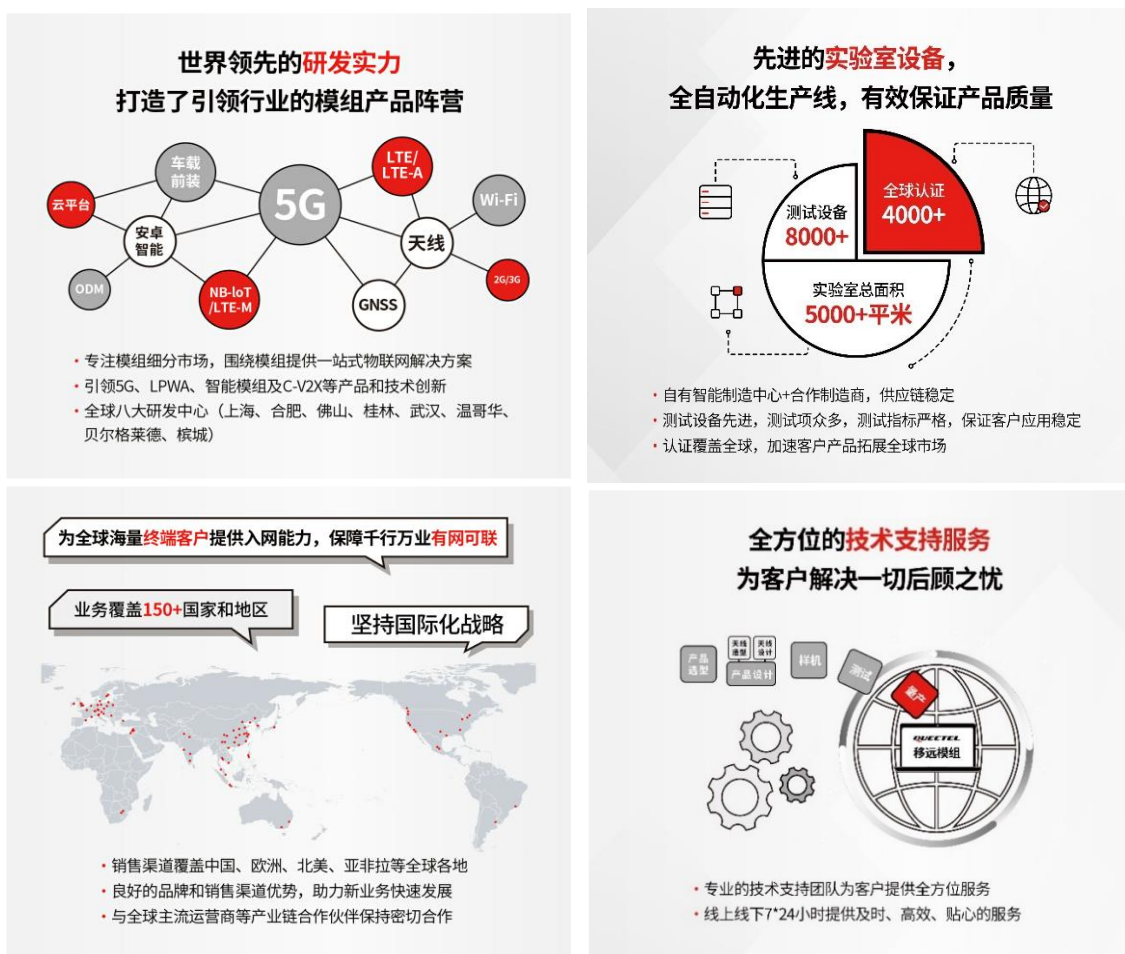 世界领先的研发实力
打造了引领行业的模组产品阵营
云平台
车载
前装
安卓
智能
ODM
NB-IoT
/LTE-M
5G
LTE/
LTE-A
Wi-Fi
天线
GNSS
2G/3G
·专注模组细分市场，围绕模组提供一站式物联网解决方案
·引领5G、LPWA、智能模组及C-V2X等产品和技术创新
·全球八大研发中心（上海、合肥、佛山、桂林、武汉、温哥华、
贝尔格莱德、槟城）
先进的实验室设备，
全自动化生产线，有效保证产品质量
测试设备
8000+
全球认证
4000+
实验室总面积
5000+平米
·自有智能制造中心+合作制造商，供应链稳定
·测试设备先进，测试项众多，测试指标严格，保证客户应用稳定
·认证覆盖全球，加速客户产品拓展全球市场
为全球海量终端客户提供入网能力，保障千行万业有网可联
业务覆盖150+国家和地区
坚持国际化战略
·销售渠道覆盖中国、欧洲、北美、亚非拉等全球各地
·良好的品牌和销售渠道优势，助力新业务快速发展
·与全球主流运营商等产业链合作伙伴保持密切合作
全方位的技术支持服务
为客户解决一切后顾之忧
产品
选型
天线
选型
天线
设计
产品设计
样机
测试
量产
QUECTEL
移远模组
·专业的技术支持团队为客户提供全方位服务
·线上线下7*24小时提供及时、高效、贴心的服务